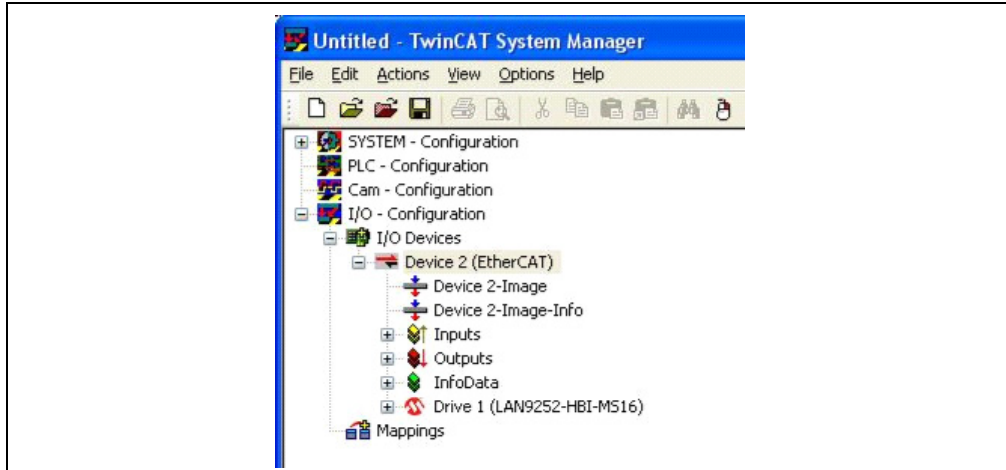 Untitled - TwinCAT System Manager
File Edit Actions View Options Help
SYSTEM - Configuration
PLC - Configuration
Cam - Configuration
I/O - Configuration
I/O Devices
Device 2 (EtherCAT)
Device 2-Image
Device 2-Image-Info
Inputs
Outputs
InfoData
Drive 1 (LAN9252-HBI-MS16)
Mappings